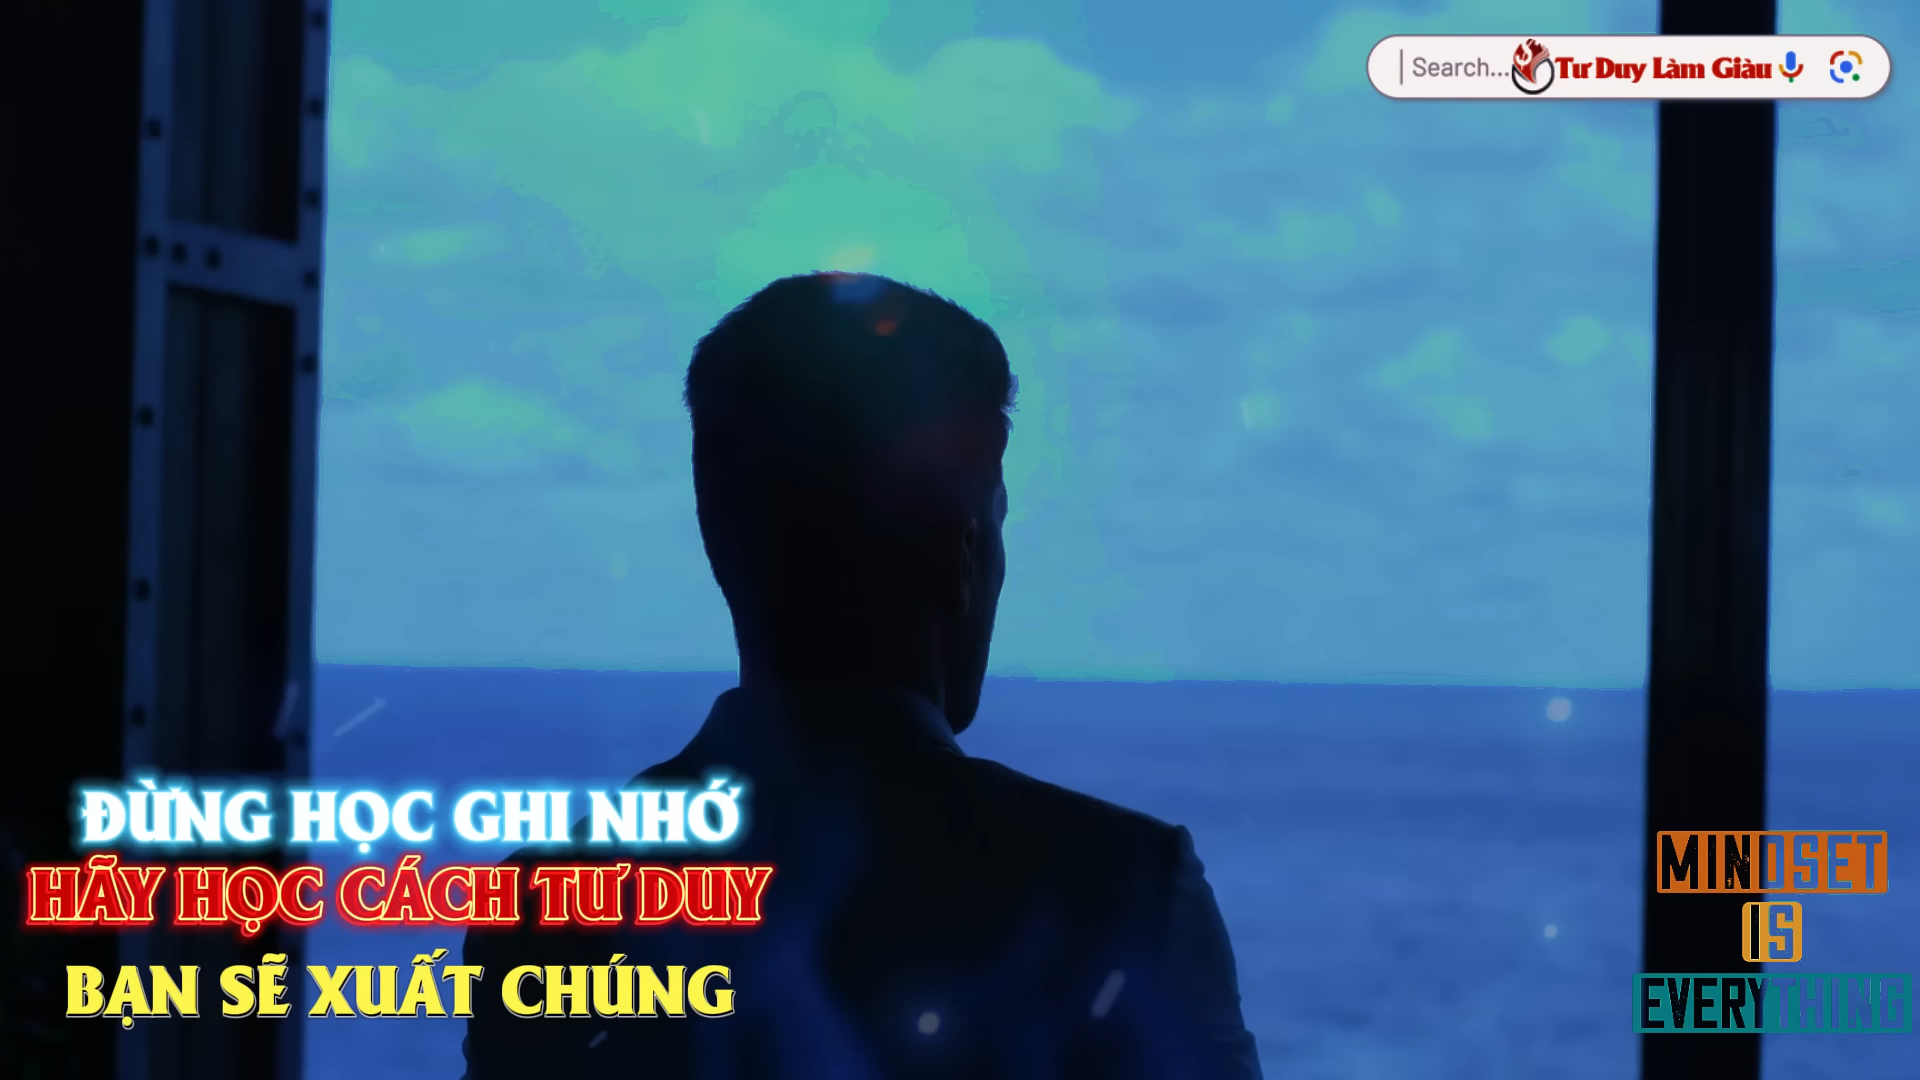 Search... Tư Duy Làm Giàu
ĐỪNG HỌC GHI NHỚ
HÃY HỌC CÁCH TƯ DUY
BẠN SẼ XUẤT CHÚNG
MINDSET
IS
EVERYTHING